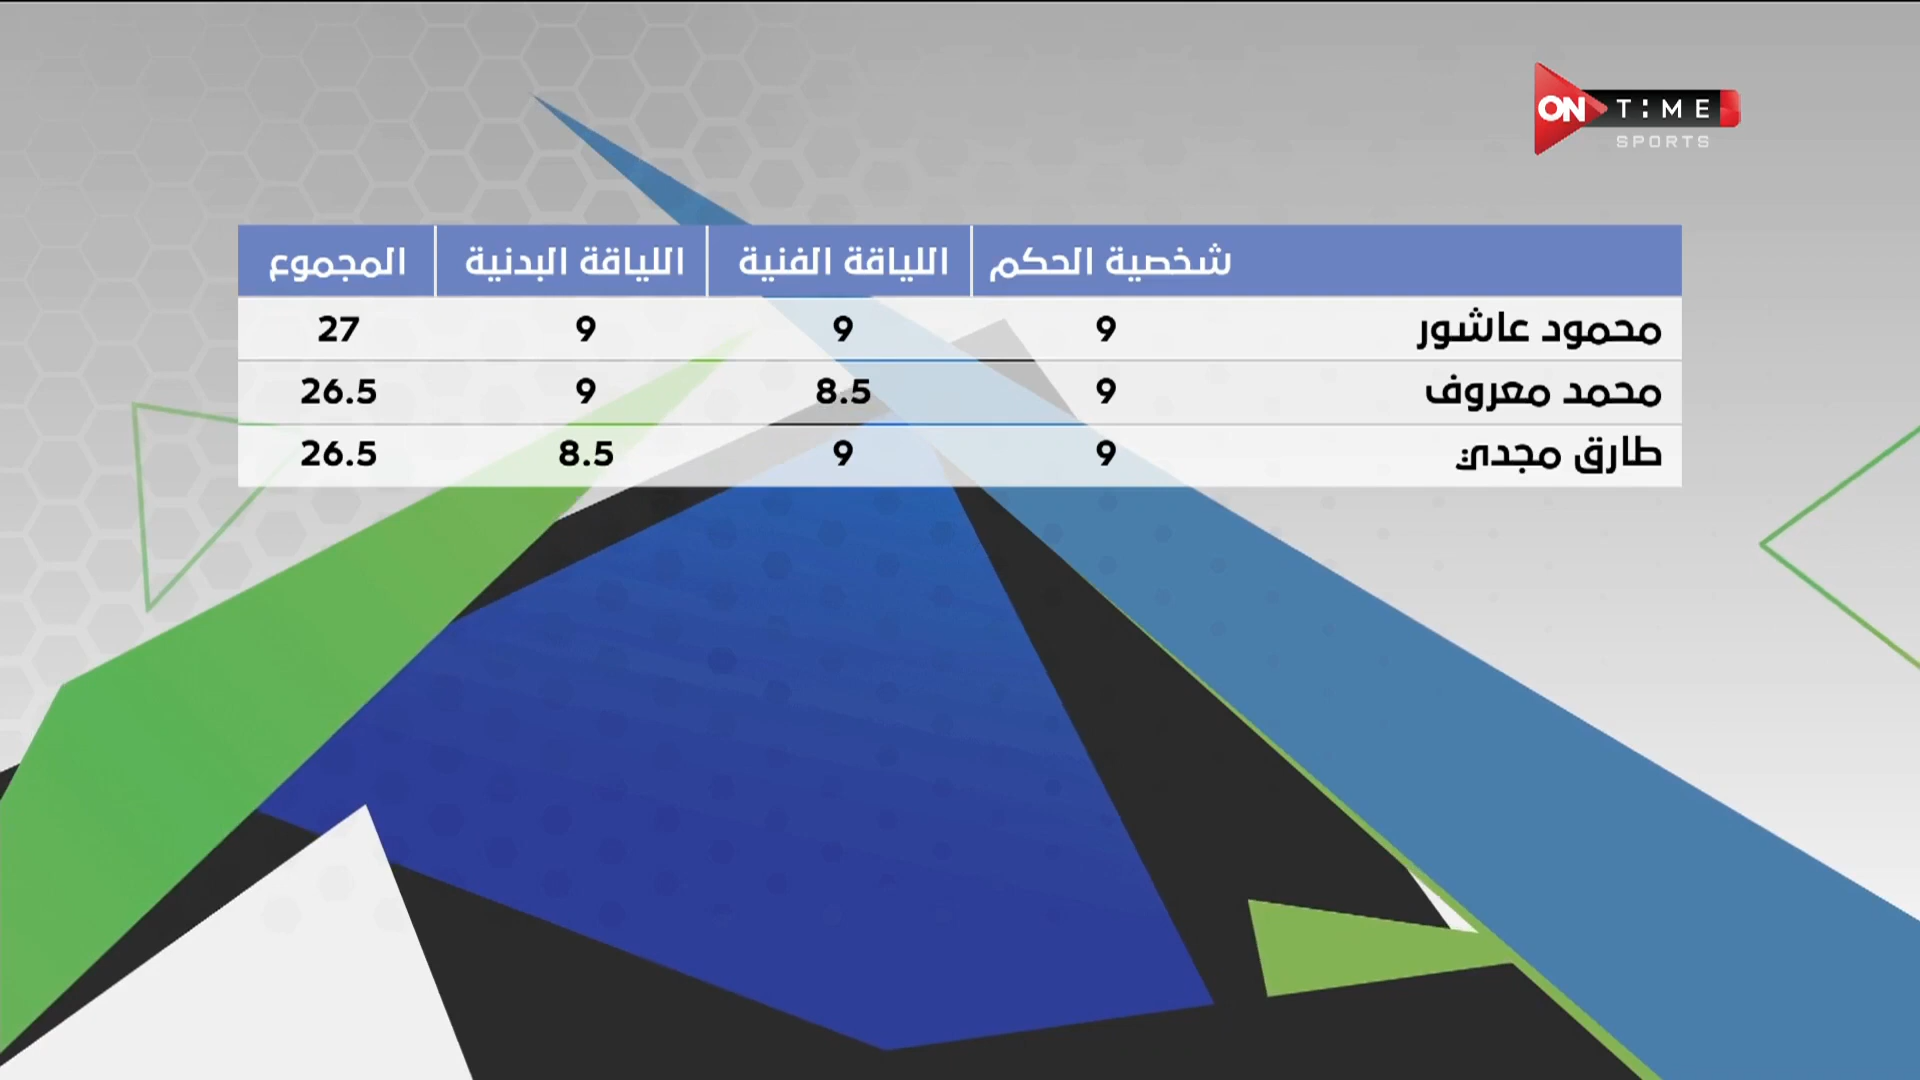 ON TIME
SPORTS
شخصية الحكم اللياقة الفنية اللياقة البدنية المجموع
محمود عاشور 9 9 9 27
محمد معروف 9 8.5 9 26.5
طارق مجدي 9 9 8.5 26.5